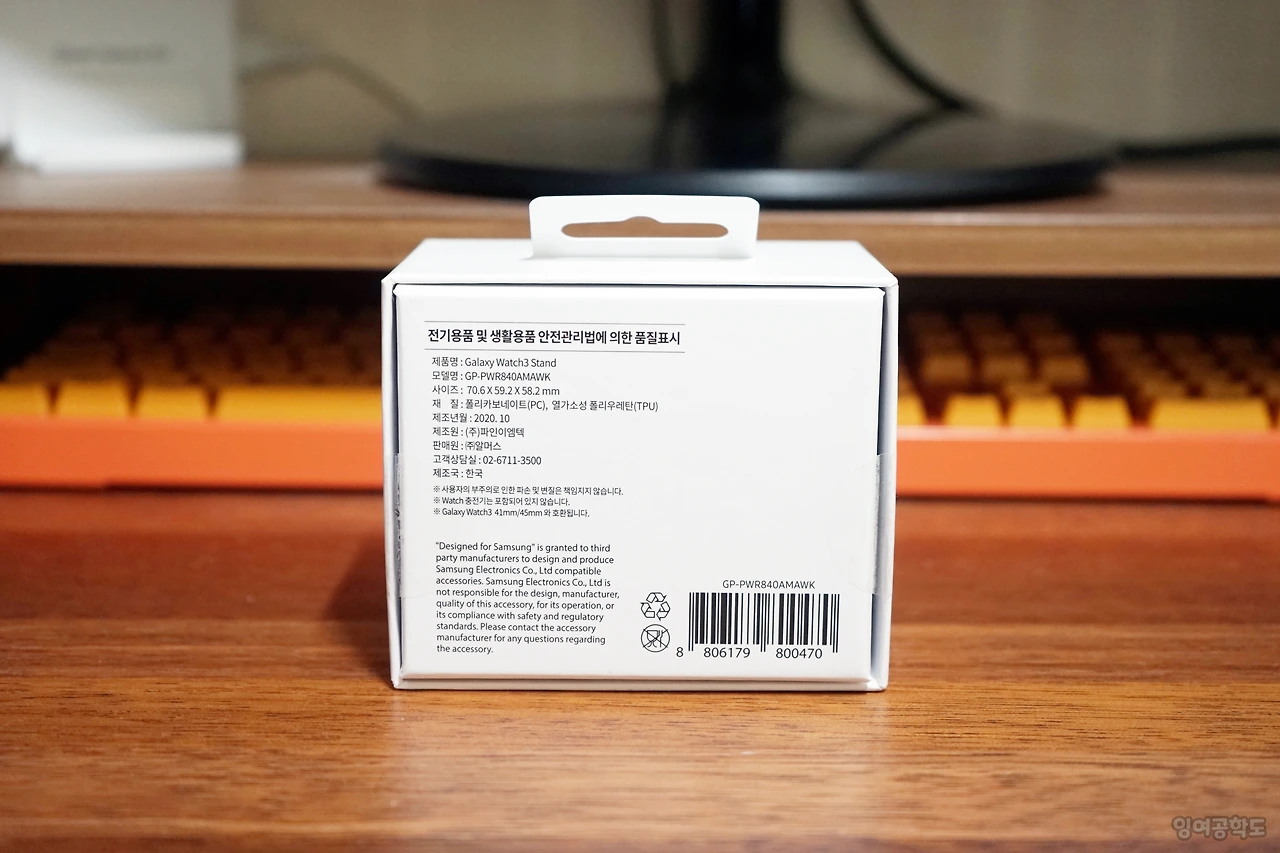 전기용품 및 생활용품 안전관리법에 의한 품질표시
제품명 : Galaxy Watch3 Stand
모델명 : GP-PWR840AMAWK
사이즈 : 70.6 X 59.2 X 58.2 mm
재 질 : 폴리카보네이트(PC), 열가소성 폴리우레탄(TPU)
제조년월 : 2020. 10
제조원 : (주)파인이엠텍
판매원 : ㈜알머스
고객상담실 : 02-6711-3500
제조국 : 한국
※ 사용자의 부주의로 인한 파손 및 변질은 책임지지 않습니다.
※ Watch 충전기는 포함되어 있지 않습니다.
※ Galaxy Watch3 41mm/45mm 와 호환됩니다.
"Designed for Samsung" is granted to third
party manufacturers to design and produce
Samsung Electronics Co., Ltd compatible
accessories. Samsung Electronics Co., Ltd is
not responsible for the design, manufacturer,
quality of this accessory, for its operation, or
its compliance with safety and regulatory
standards. Please contact the accessory
manufacturer for any questions regarding
the accessory.
GP-PWR840AMAWK
8 806179 800470
잉여공학도